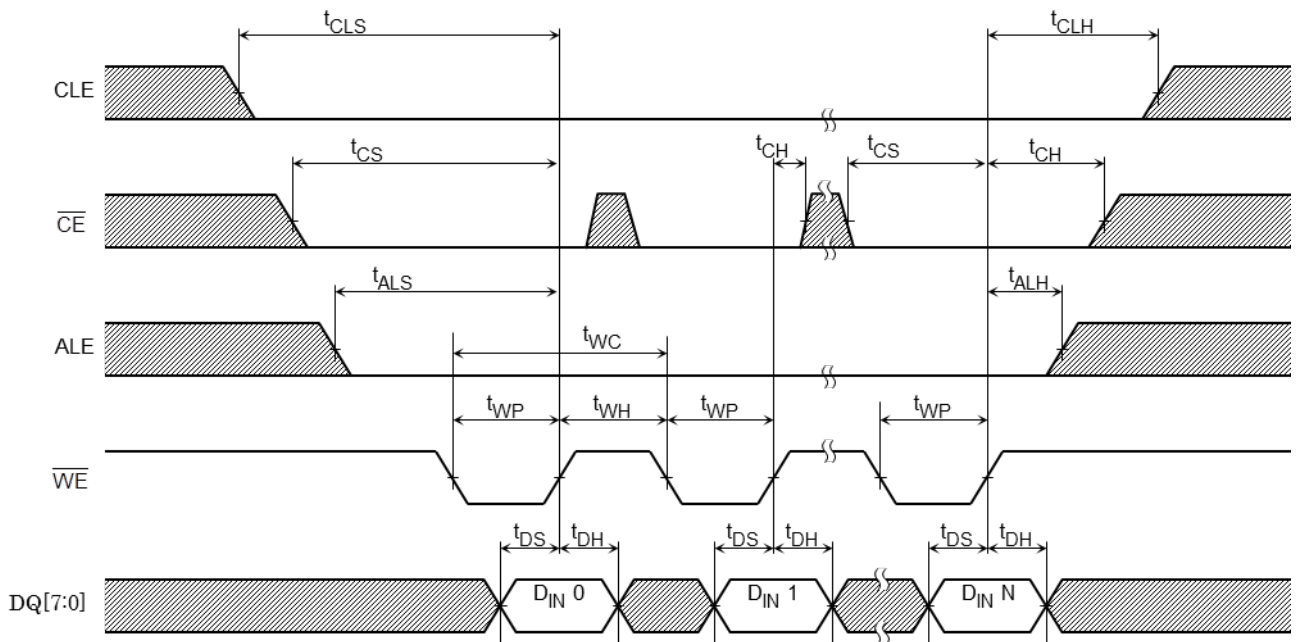 tCLS tCLH
CLE
tCS tCH tCS tCH
CE
tALS tALH
ALE
tWC
tWP tWH tWP tWP
WE
tDS tDH tDS tDH tDS tDH
DQ[7:0] DIN 0 DIN 1 DIN N